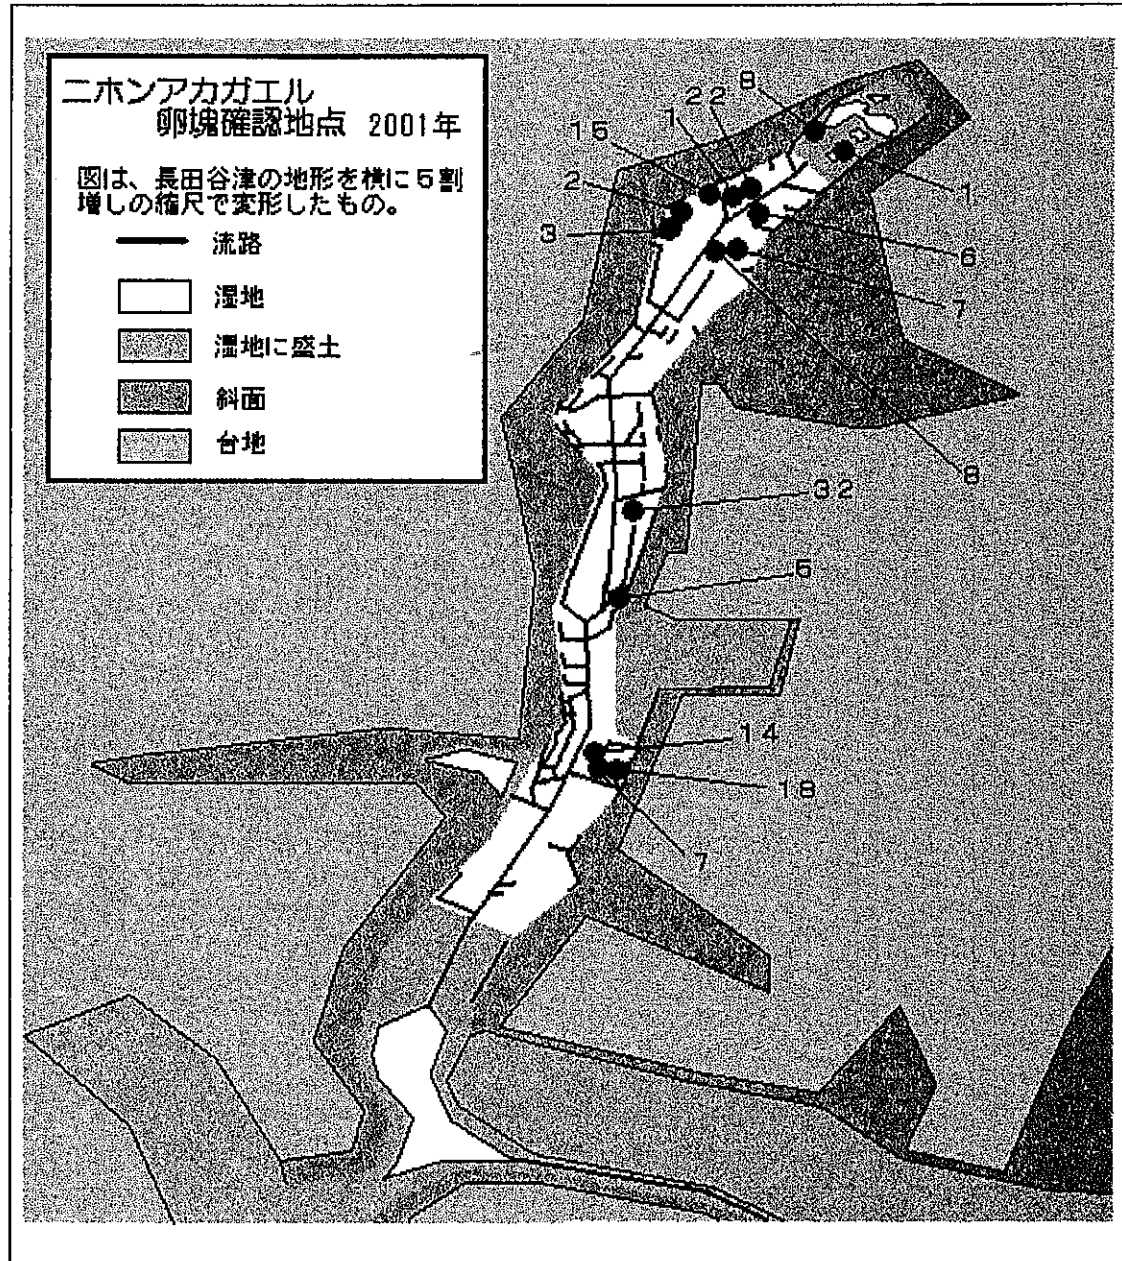 ニホンアカガエル
卵塊確認地点 2001年
図は、長田谷津の地形を横に5割
増しの縮尺で変形したもの。
流路
湿地
湿地に盛土
斜面
台地
8
22
1
15
2
3
1
6
7
8
32
5
14
18
7